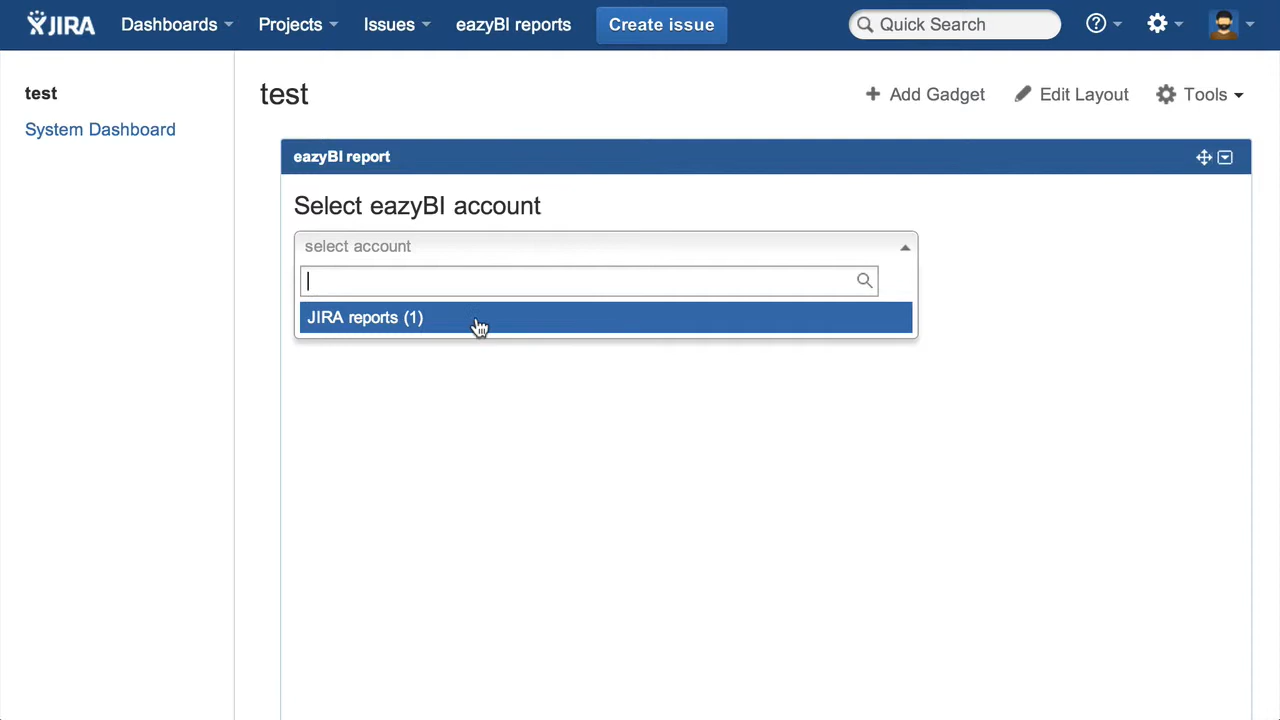 JIRA Dashboards Projects Issues eazyBI reports Create issue Quick Search
test
System Dashboard
test
Add Gadget Edit Layout Tools
eazyBI report
Select eazyBI account
select account
JIRA reports (1)